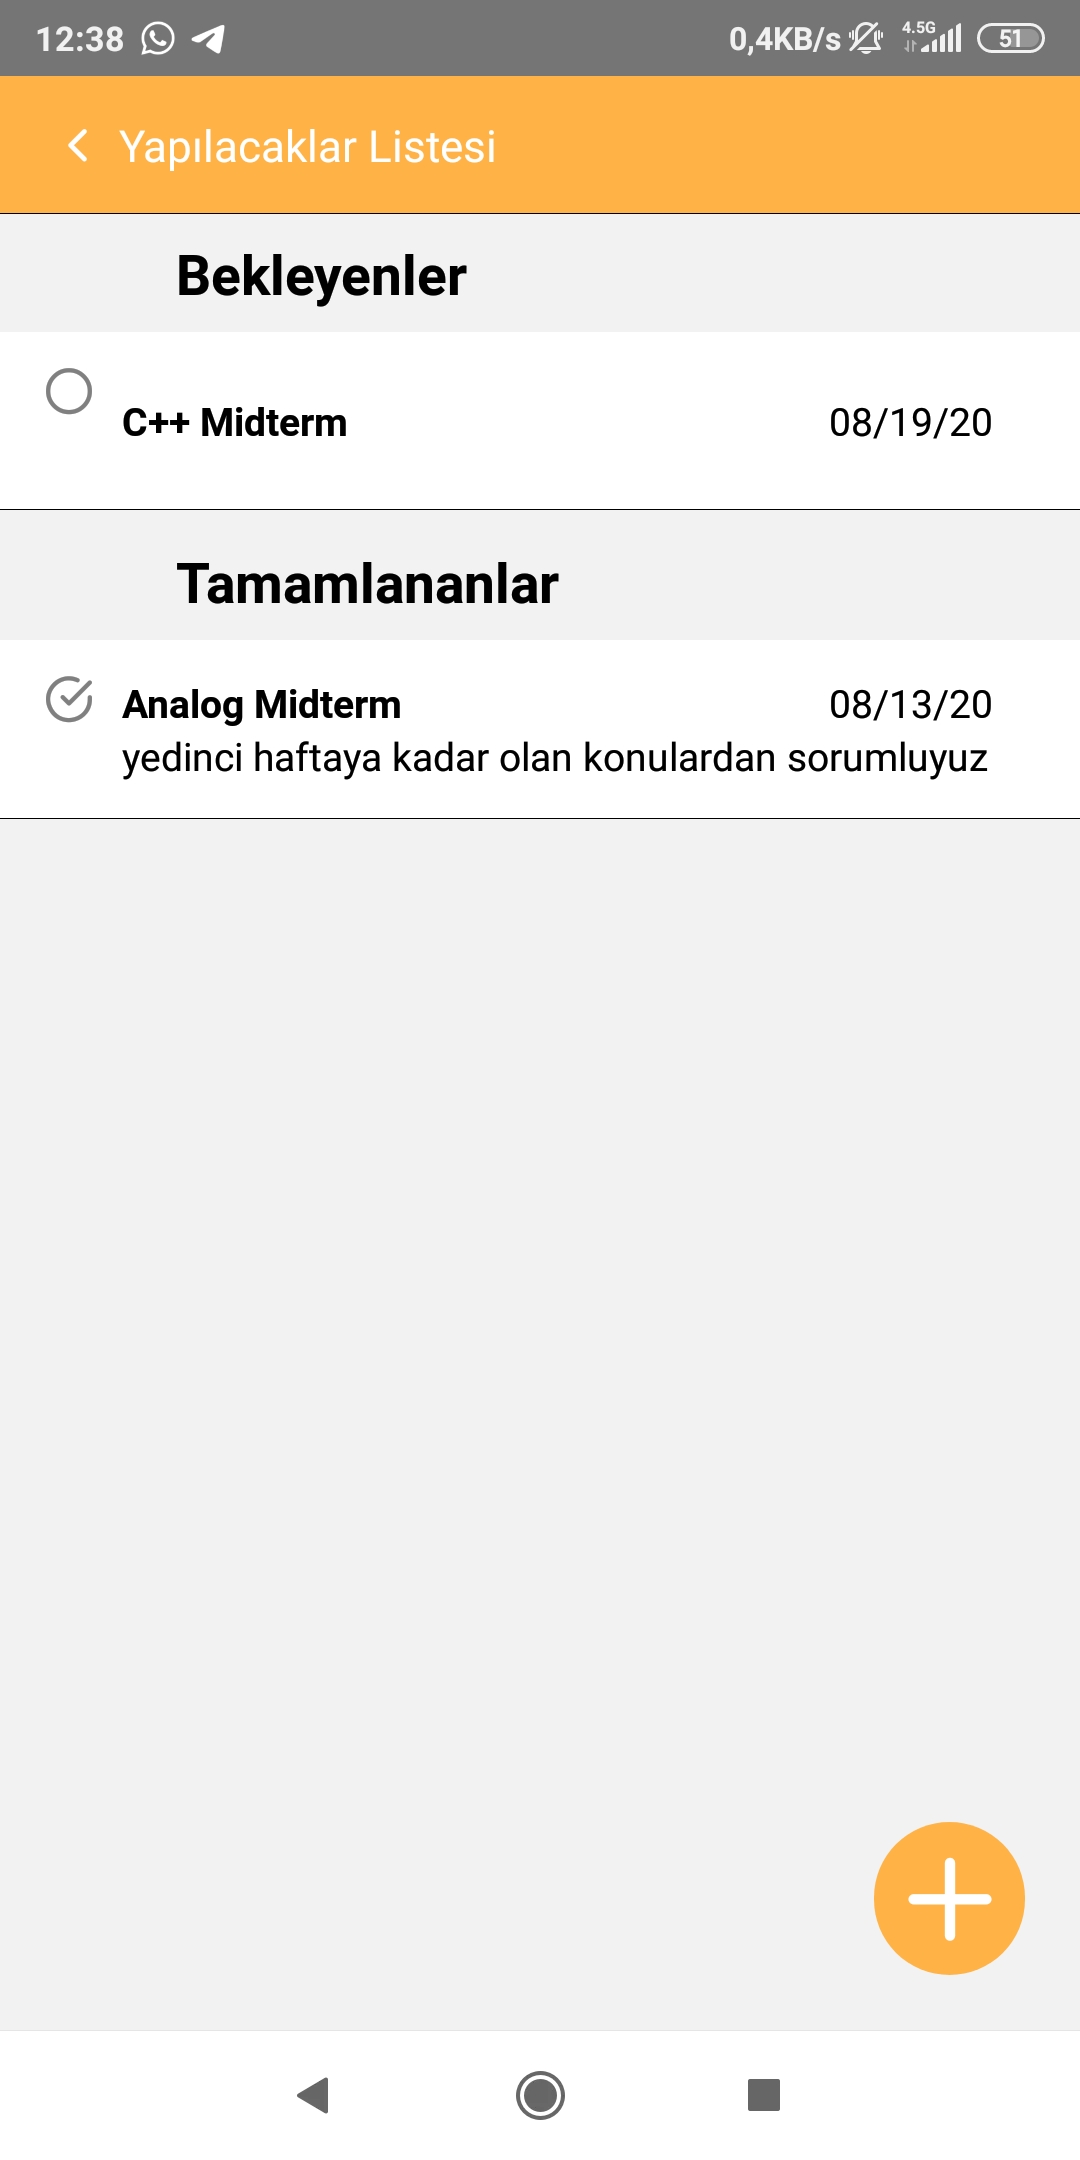 12:38 0,4KB/s 4.5G 51
Yapılacaklar Listesi
Bekleyenler
C++ Midterm 08/19/20
Tamamlananlar
Analog Midterm 08/13/20
yedinci haftaya kadar olan konulardan sorumluyuz